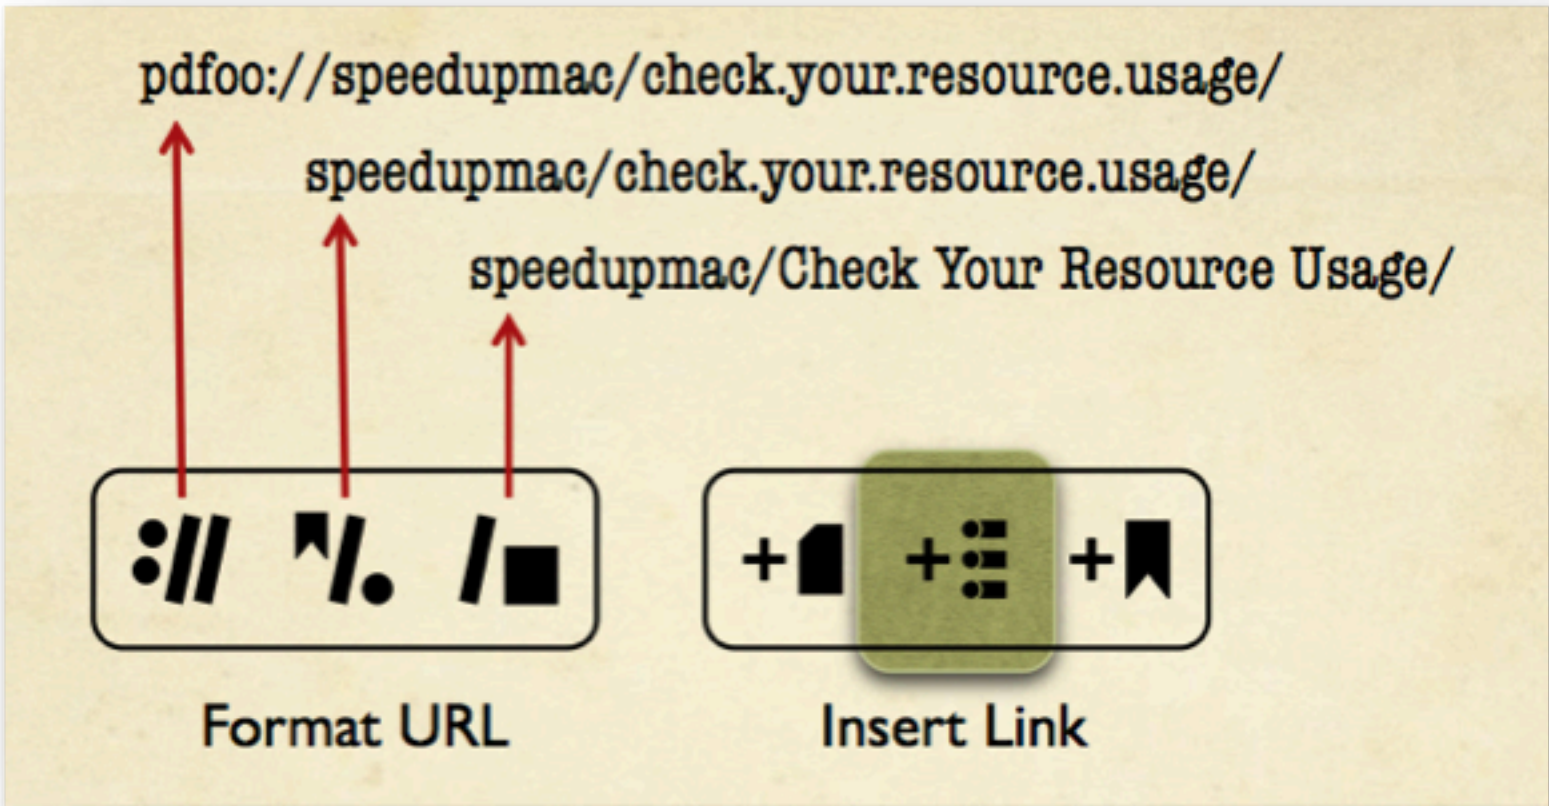 pdfoo://speedupmac/check.your.resource.usage/
speedupmac/check.your.resource.usage/
speedupmac/Check Your Resource Usage/
Format URL
Insert Link